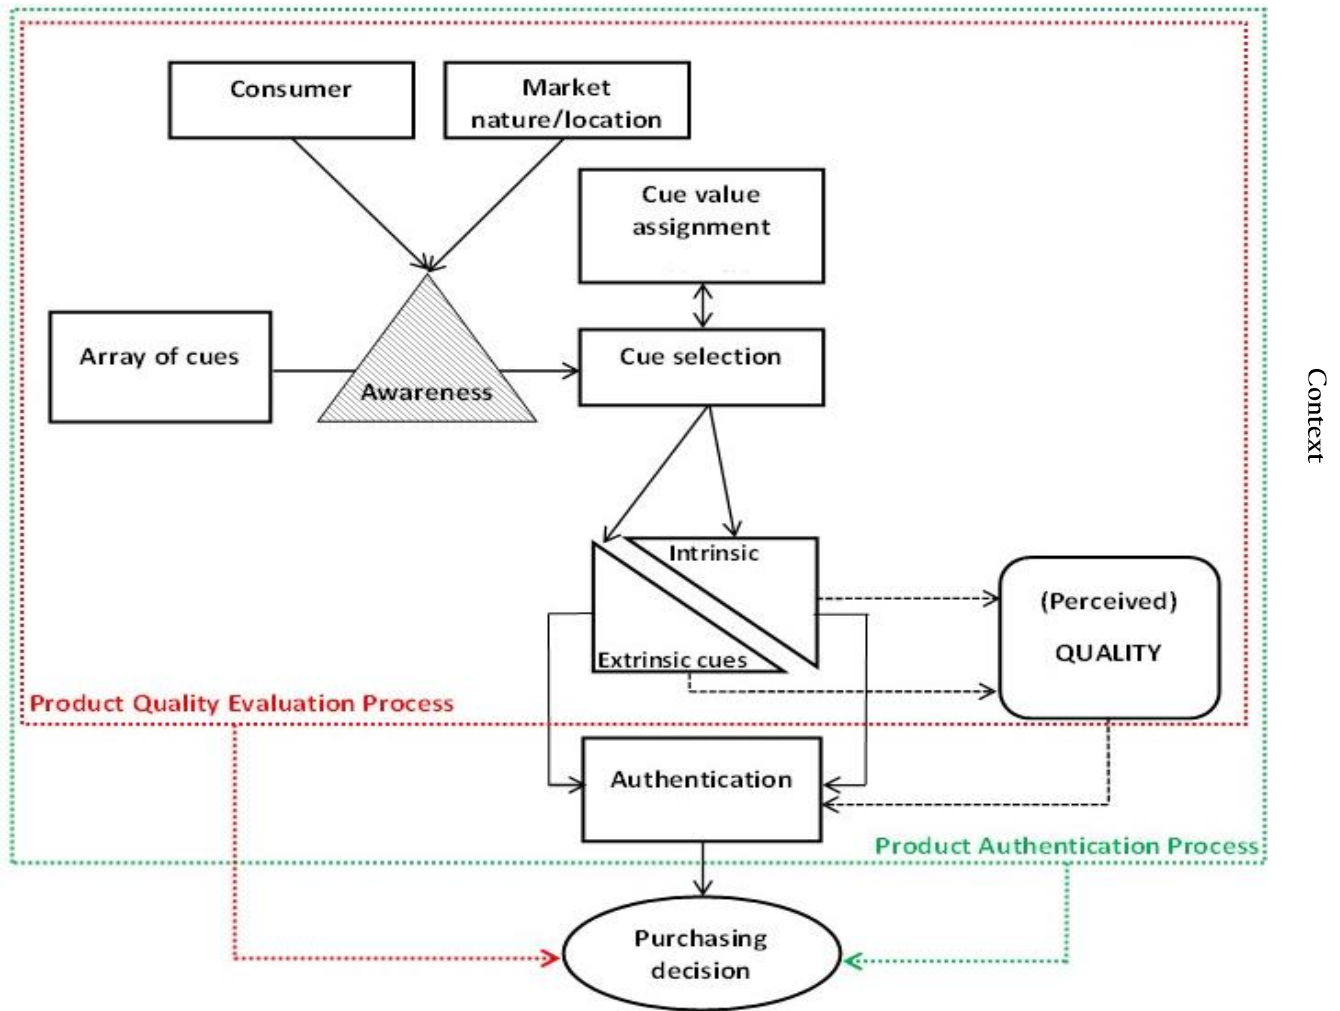 Consumer
Market
nature/location
Cue value
assignment
Array of cues
Awareness
Cue selection
Context
Intrinsic
Extrinsic cues
(Perceived)
QUALITY
Product Quality Evaluation Process
Authentication
Product Authentication Process
Purchasing
decision